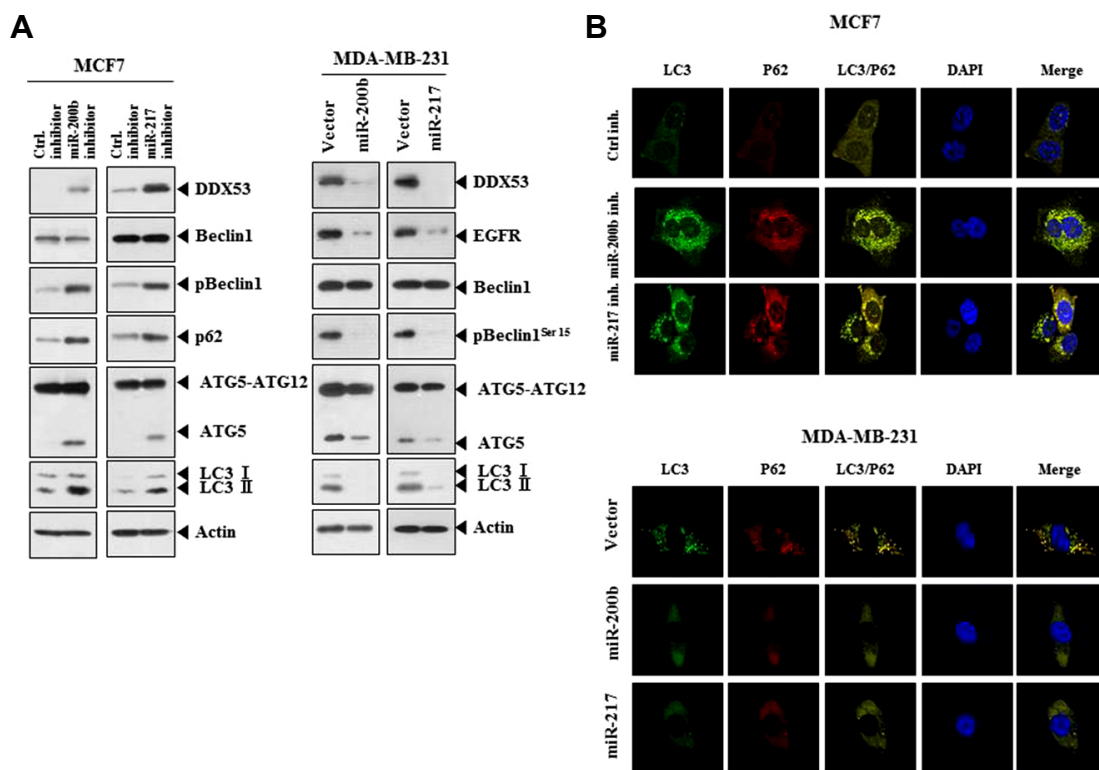 A
MCF7
Ctrl.
inhibitor
miR-200b
inhibitor
Ctrl.
inhibitor
miR-217
inhibitor
DDX53
Beclin1
pBeclin1
p62
ATG5-ATG12
ATG5
LC3 I
LC3 II
Actin
MDA-MB-231
Vector
miR-200b
Vector
miR-217
DDX53
EGFR
Beclin1
pBeclin1Ser 15
ATG5-ATG12
ATG5
LC3 I
LC3 II
Actin
B
MCF7
LC3 P62 LC3/P62 DAPI Merge
Ctrl inh.
miR-200b inh.
miR-217 inh.
MDA-MB-231
LC3 P62 LC3/P62 DAPI Merge
Vector
miR-200b
miR-217